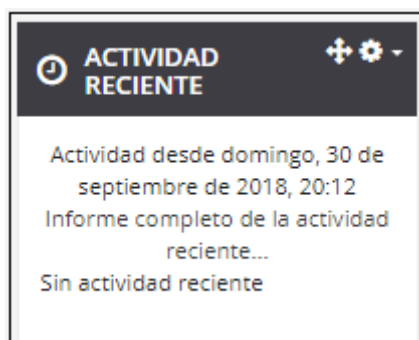 ACTIVIDAD
RECIENTE
Actividad desde domingo, 30 de
septiembre de 2018, 20:12
Informe completo de la actividad
reciente...
Sin actividad reciente